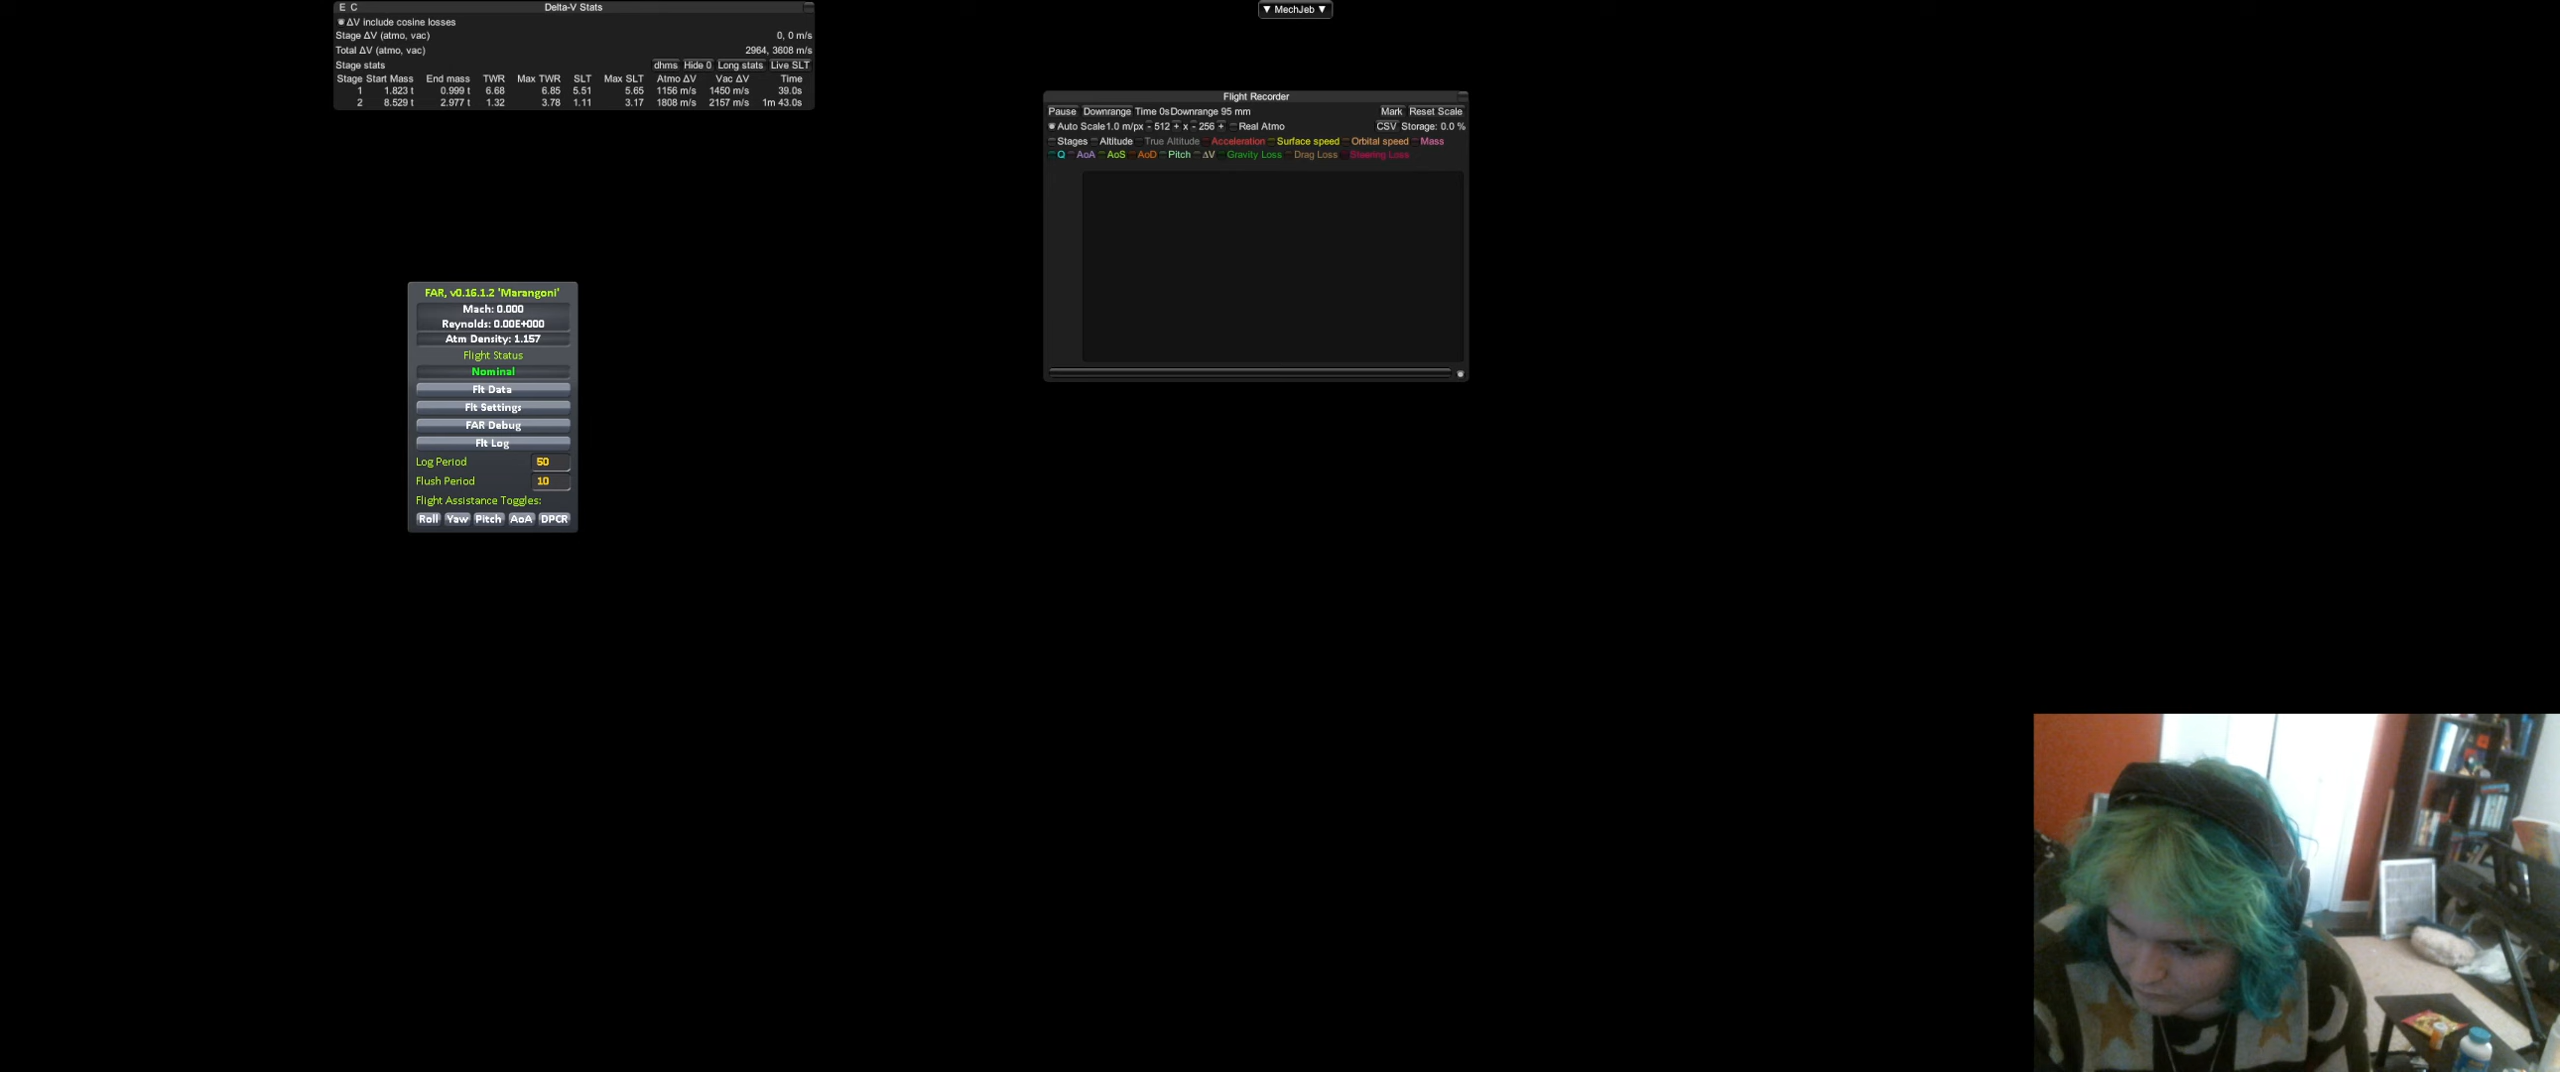 E C Delta-V Stats
ΔV include cosine losses
Stage ΔV (atmo, vac) 0, 0 m/s
Total ΔV (atmo, vac) 2964, 3608 m/s
Stage stats dhms Hide 0 Long stats Live SLT
Stage Start Mass End mass TWR Max TWR SLT Max SLT Atmo ΔV Vac ΔV Time
1 1.823 t 0.999 t 6.68 6.85 5.51 5.65 1156 m/s 1450 m/s 39.0s
2 8.529 t 2.977 t 1.32 3.78 1.11 3.17 1808 m/s 2157 m/s 1m 43.0s
▼ MechJeb ▼
Flight Recorder
Pause Downrange Time 0sDownrange 95 mm Mark Reset Scale
Auto Scale1.0 m/px - 512 + x - 256 + Real Atmo CSV Storage: 0.0 %
Stages Altitude True Altitude Acceleration Surface speed Orbital speed Mass
Q AoA AoS AoD Pitch ΔV Gravity Loss Drag Loss Steering Loss
FAR, v0.16.1.2 'Marangoni'
Mach: 0.000
Reynolds: 0.00E+000
Atm Density: 1.157
Flight Status
Nominal
Flt Data
Flt Settings
FAR Debug
Flt Log
Log Period 50
Flush Period 10
Flight Assistance Toggles:
Roll Yaw Pitch AoA DPCR